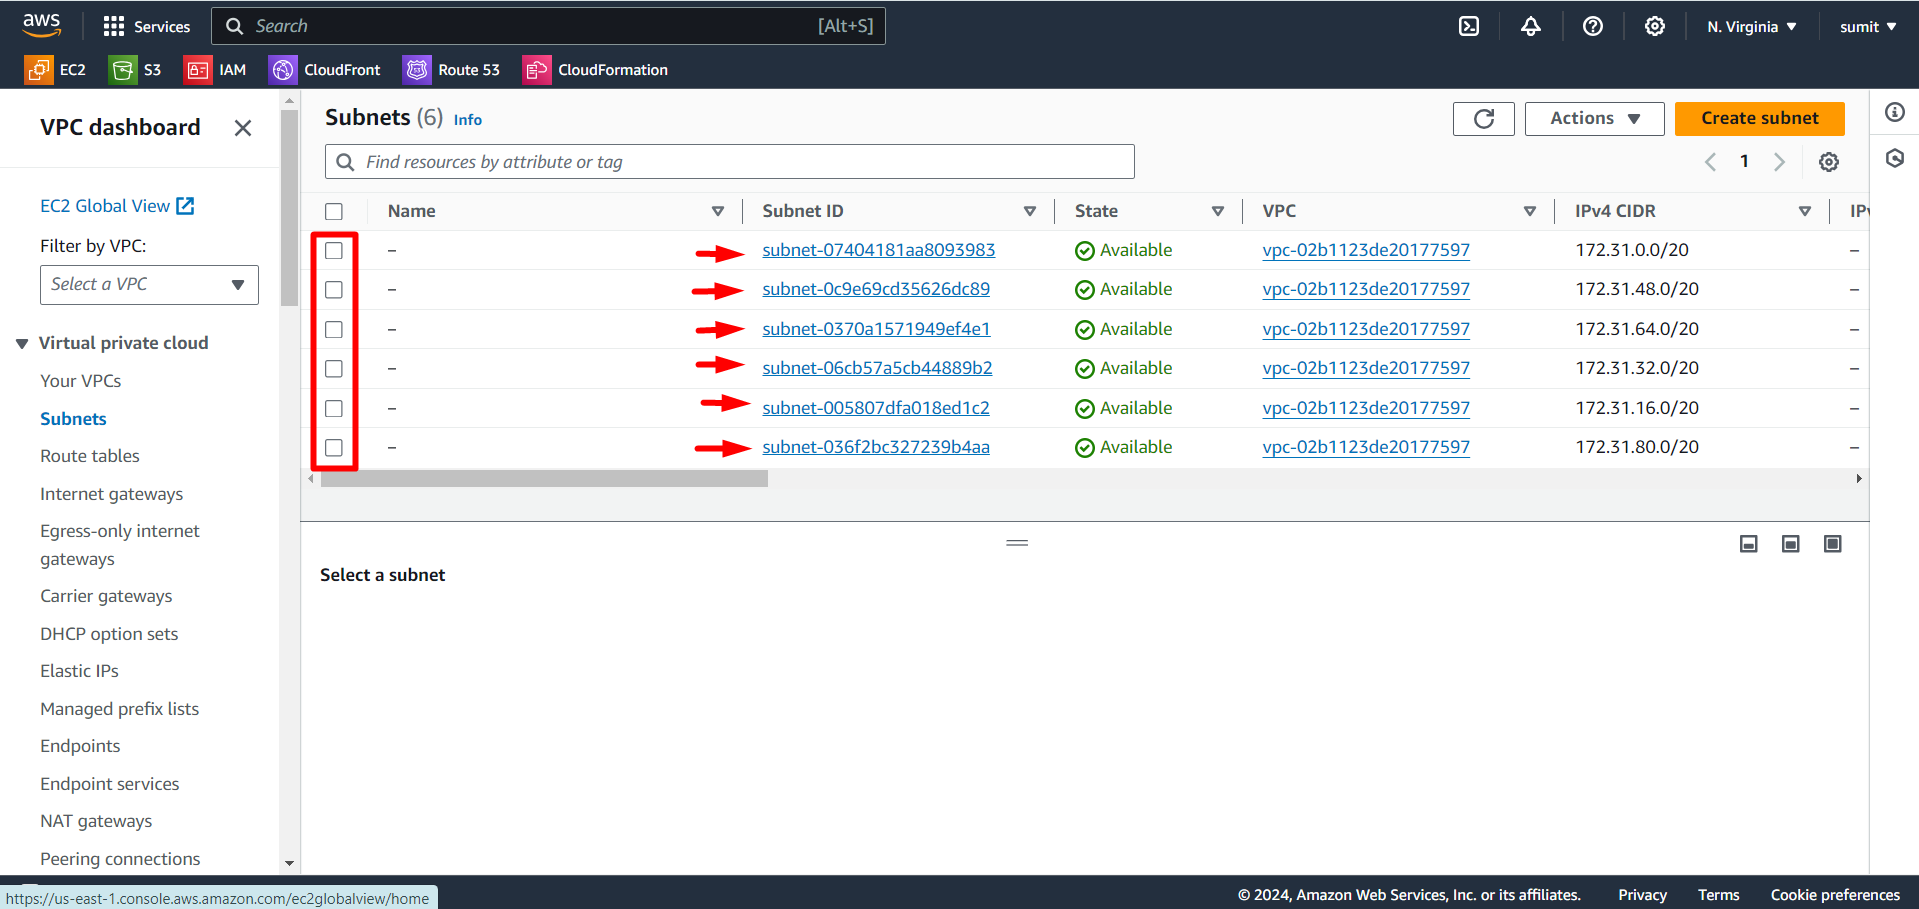 aws Services Search [Alt+S] N. Virginia sumit
EC2 S3 IAM CloudFront Route 53 CloudFormation
VPC dashboard
EC2 Global View
Filter by VPC:
Select a VPC
Virtual private cloud
Your VPCs
Subnets
Route tables
Internet gateways
Egress-only internet
gateways
Carrier gateways
DHCP option sets
Elastic IPs
Managed prefix lists
Endpoints
Endpoint services
NAT gateways
Peering connections
Subnets (6) Info
Actions Create subnet
Find resources by attribute or tag
1
Name Subnet ID State VPC IPv4 CIDR
– subnet-07404181aa8093983 Available vpc-02b1123de20177597 172.31.0.0/20 –
– subnet-0c9e69cd35626dc89 Available vpc-02b1123de20177597 172.31.48.0/20 –
– subnet-0370a1571949ef4e1 Available vpc-02b1123de20177597 172.31.64.0/20 –
– subnet-06cb57a5cb44889b2 Available vpc-02b1123de20177597 172.31.32.0/20 –
– subnet-005807dfa018ed1c2 Available vpc-02b1123de20177597 172.31.16.0/20 –
– subnet-036f2bc327239b4aa Available vpc-02b1123de20177597 172.31.80.0/20 –
Select a subnet
https://us-east-1.console.aws.amazon.com/ec2globalview/home
© 2024, Amazon Web Services, Inc. or its affiliates. Privacy Terms Cookie preferences